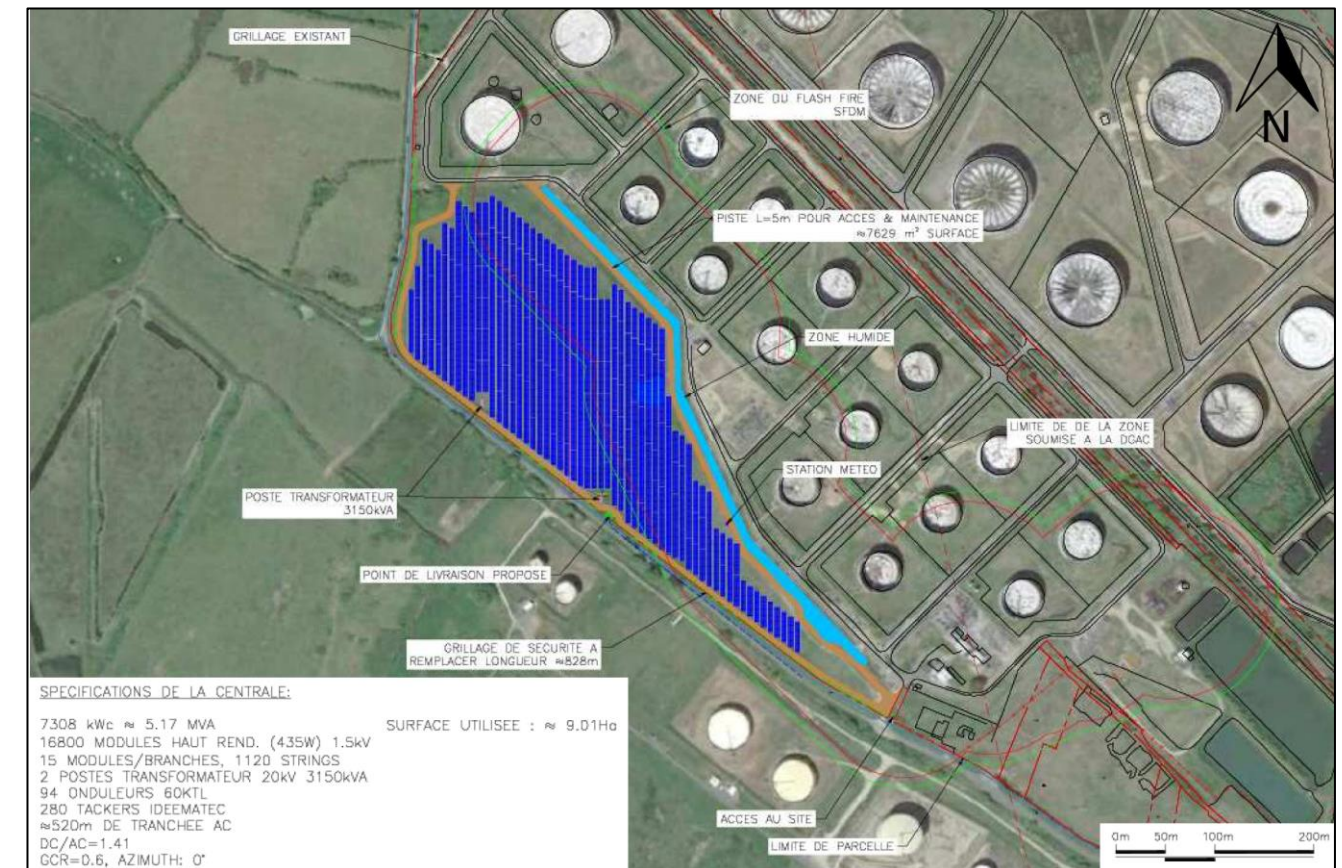 GRILLAGE EXISTANT
N
ZONE DU FLASH FIRE
SFDM
PISTE L=5m POUR ACCES & MAINTENANCE
≈7629 m² SURFACE
ZONE HUMIDE
LIMITE DE DE LA ZONE
SOUMISE A LA DGAC
STATION METEO
POSTE TRANSFORMATEUR
3150kVA
POINT DE LIVRAISON PROPOSE
GRILLAGE DE SECURITE A
REMPLACER LONGUEUR ≈828m
SPECIFICATIONS DE LA CENTRALE:
7308 kWc ≈ 5.17 MVA
SURFACE UTILISEE : ≈ 9.01Ha
16800 MODULES HAUT REND. (435W) 1.5kV
15 MODULES/BRANCHES, 1120 STRINGS
2 POSTES TRANSFORMATEUR 20kV 3150kVA
94 ONDULEURS 60KTL
280 TACKERS IDEEMATEC
≈520m DE TRANCHEE AC
DC/AC=1.41
GCR=0.6, AZIMUTH: 0°
ACCES AU SITE
LIMITE DE PARCELLE
0m 50m 100m 200m